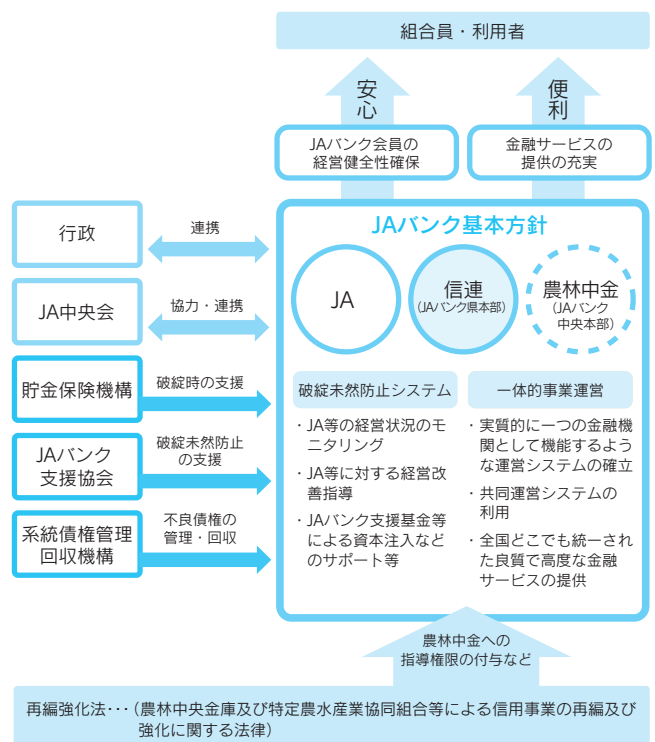 組合員・利用者
安心
便利
JAバンク会員の
経営健全性確保
金融サービスの
提供の充実
行政
連携
JA中央会
協力・連携
貯金保険機構
破綻時の支援
JAバンク
支援協会
破綻未然防止
の支援
系統債権管理
回収機構
不良債権の
管理・回収
JAバンク基本方針
JA
信連
(JAバンク県本部)
農林中金
(JAバンク
中央本部)
破綻未然防止システム
・JA等の経営状況のモ
ニタリング
・JA等に対する経営改
善指導
・JAバンク支援基金等
による資本注入など
のサポート等
一体的事業運営
・実質的に一つの金融機
関として機能するよう
な運営システムの確立
・共同運営システムの
利用
・全国どこでも統一され
た良質で高度な金融
サービスの提供
農林中金への
指導権限の付与など
再編強化法･･･(農林中央金庫及び特定農水産業協同組合等による信用事業の再編及び
強化に関する法律)